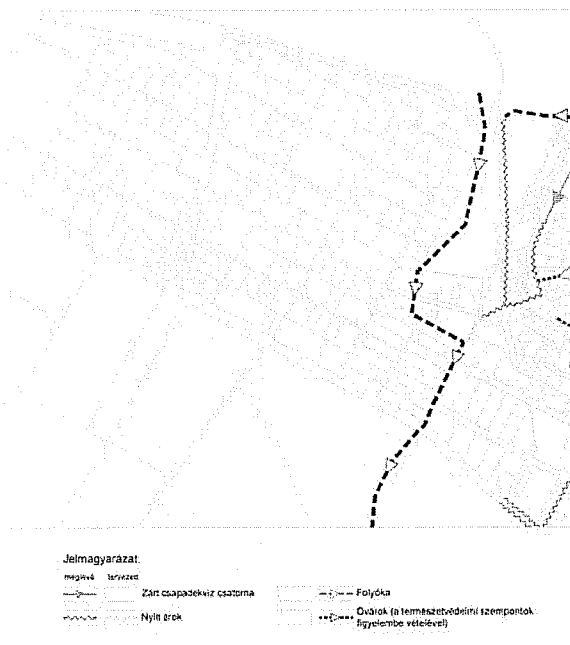 Jelmagyarázat:
meglévő tervezett
Zárt csapadékvíz csatorna
Nyílt árok
Folyóka
Övárok (a természetvédelmi szempontok
figyelembe vételével)